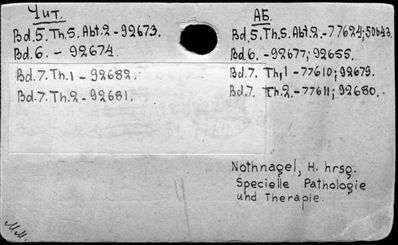 Чит.
Bd.5. Th.5. Abt.2 - 92673.
Bd.6. - 92674.
Bd.7. Th.1 - 92682.
Bd.7. Th.2. - 92681.
АБ.
Bd.5. Th.5. Abt.2. - 77624; 50643.
Bd.6. - 92677; 92655.
Bd.7. Th.1 - 77610; 92679.
Bd.7. Th.2. - 77611; 92680.
Nothnagel, H. hrsg.
Specielle Pathologie
und Therapie.
М.М.